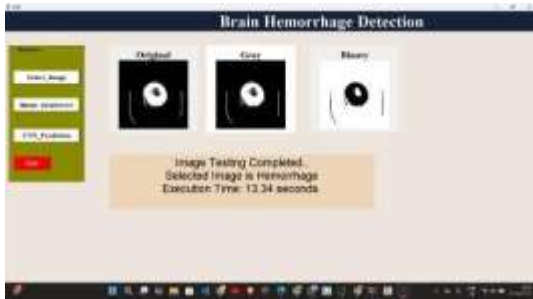 Brain Hemorrhage Detection
Original
Gray
Binary
Select_Image
CNN_Prediction
Image Testing Completed..
Selected Image is Hemorrhage
Execution Time: 13.34 seconds